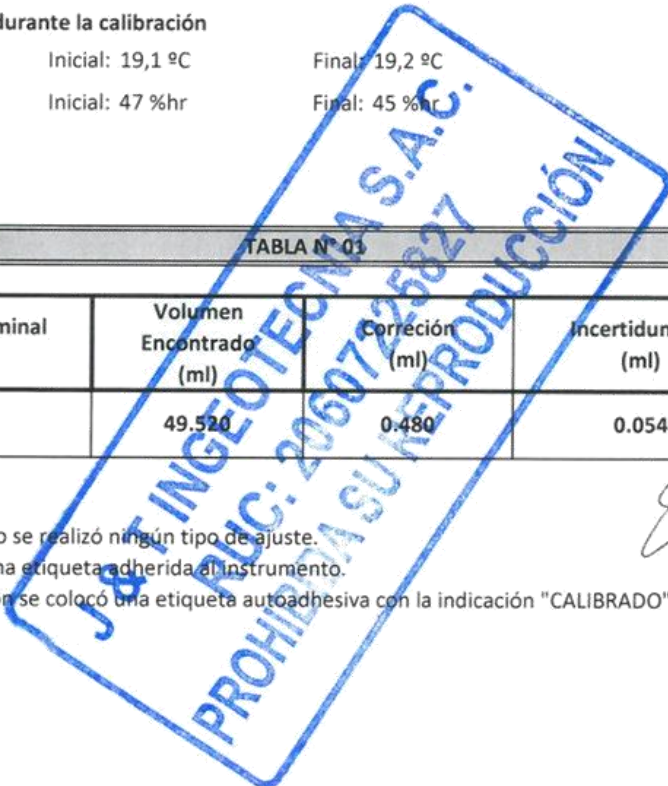 durante la calibración
Inicial: 19,1 ºC Final: 19,2 ºC
Inicial: 47 %hr Final: 45 %hr
TABLA N° 01
minal Volumen Encontrado (ml) Correción (ml) Incertidum (ml)
49.520 0.480 0.054
o se realizó ningún tipo de ajuste.
na etiqueta adherida al instrumento.
ón se colocó una etiqueta autoadhesiva con la indicación "CALIBRADO"
J & T INGEOTECNIA S.A.C.
RUC: 20607225827
PROHIBIDA SU REPRODUCCIÓN